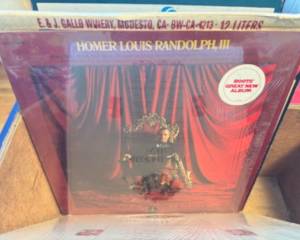 E. & J. GALLO WINERY, MODESTO, CA- BW-CA-4213 · 12 LITERS
HOMER LOUIS RANDOLPH, III
BOOTS'
GREAT NEW
ALBUM